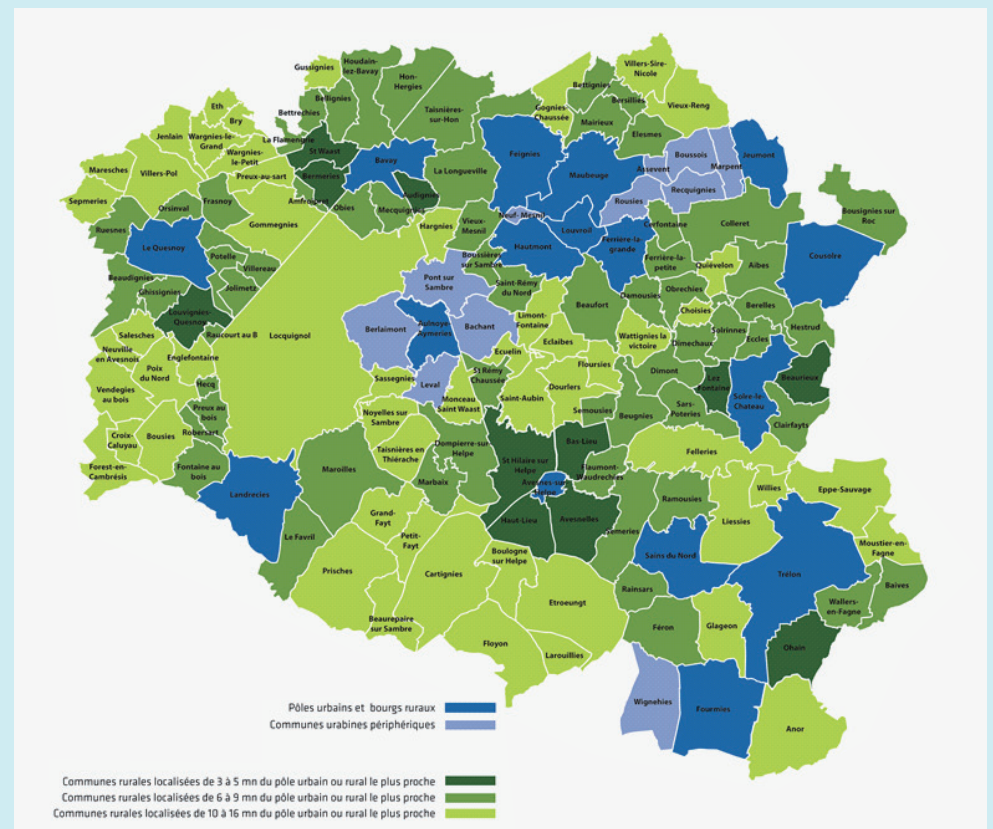 Gussignies
Houdain-
lez-Bavay
Hon-
Hergies
Bellignies
Bettrechies
Taisnières-
sur-Hon
Gognies
Chaussée
Bettignies
Villers-Sire-
Nicole
Bersillies
Mairieux
Vieux-Reng
Elesmes
Eth
Bry
Jenlain
Wargnies-le-
Grand
Wargnies-
le-Petit
La Flamengrie
St Waast
Bavay
Feignies
Maubeuge
Assevent
Boussois
Marpent
Jeumont
Maresches
Villers-Pol
Preux-au-sart
Bermeries
La Longueville
Recquignies
Rousies
Sepmeries
Orsinval
Frasnoy
Amfroipret
Obies
Mecquignies
Audignies
Neuf- Mesnil
Louvroil
Bousignies sur
Roc
Ruesnes
Gommegnies
Hargnies
Vieux-
Mesnil
Hautmont
Ferrière-la-
grande
Cerfontaine
Colleret
Cousolre
Le Quesnoy
Potelle
Villereau
Boussières
sur Sambre
Ferrière-la-
petite
Quiévelon
Aibes
Beaudignies
Ghissignies
Jolimetz
Pont sur
Sambre
Saint-Rémy
du Nord
Beaufort
Damousies
Obrechies
Berelles
Louvignies-
Quesnoy
Raucourt au B
Locquignol
Berlaimont
Aulnoye-
Aymeries
Bachant
Limont-
Fontaine
Choisies
Hestrud
Salesches
Neuville
en Avesnois
Poix
du Nord
Englefontaine
Eclaibes
Wattignies la
victoire
Dimechaux
Solrinnes
Eccles
Ecuelin
Vendegies
au bois
Hecq
Sassegnies
Leval
St Rémy
Chaussée
Floursies
Dimont
Lez
Fontaine
Solre-le-
Chateau
Beaurieux
Preux au
bois
Monceau
Saint Waast
Saint-Aubin
Dourlers
Semousies
Beugnies
Sars-
Poteries
Clairfayts
Croix-
Caluyau
Bousies
Robersart
Noyelles sur
Sambre
Forest-en-
Cambrésis
Fontaine au
bois
Maroilles
Taisnières en
Thiérache
Dompierre-sur-
Helpe
St Hilaire sur
Helpe
Bas-Lieu
Felleries
Flaumont-
Waudrechies
Landrecies
Marbaix
Avesnes-sur-
Helpe
Ramousies
Willies
Eppe-Sauvage
Le Favril
Grand-
Fayt
Petit-
Fayt
Haut-Lieu
Avesnelles
Semeries
Liessies
Moustier-en-
Fagne
Prisches
Cartignies
Boulogne
sur Helpe
Sains du Nord
Trélon
Baives
Etroeungt
Rainsars
Wallers-
en-Fagne
Beaurepaire
sur Sambre
Floyon
Larouillies
Féron
Glageon
Ohain
Wignehies
Fourmies
Anor
Pôles urbains et bourgs ruraux
Communes urabines périphériques
Communes rurales localisées de 3 à 5 mn du pôle urbain ou rural le plus proche
Communes rurales localisées de 6 à 9 mn du pôle urbain ou rural le plus proche
Communes rurales localisées de 10 à 16 mn du pôle urbain ou rural le plus proche